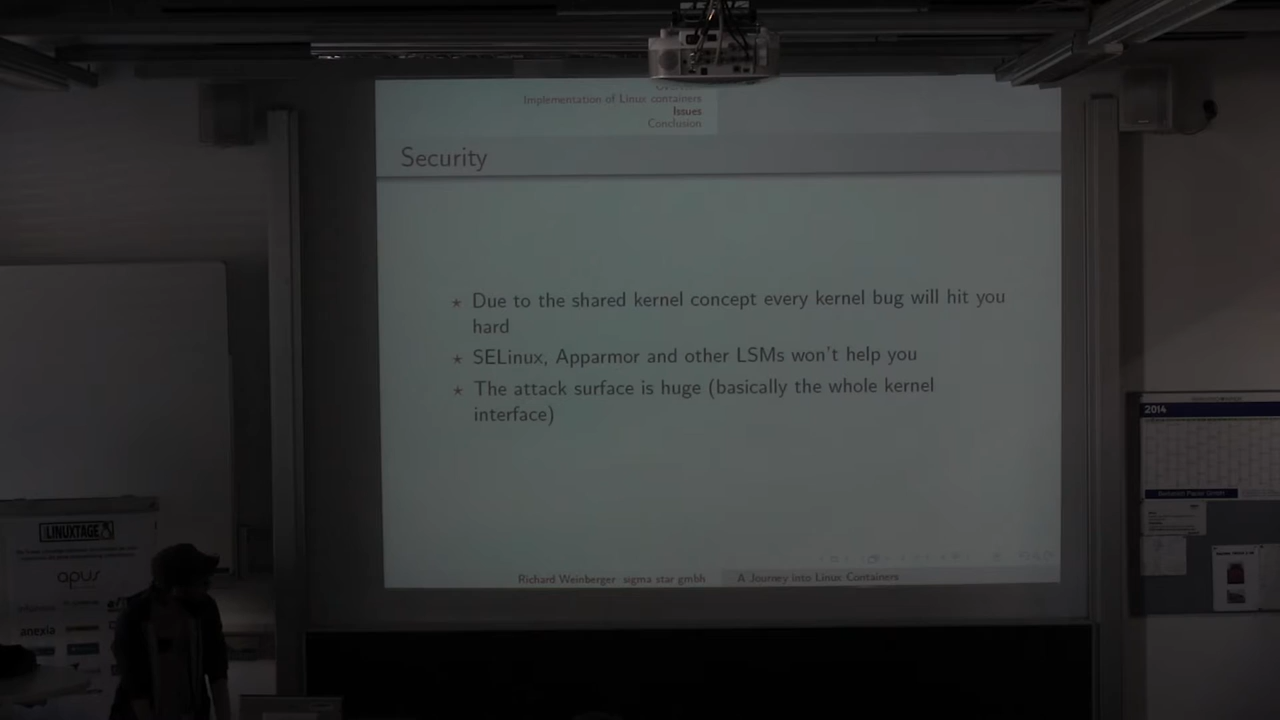 Implementation of Linux containers
Issues
Conclusion
Security
⋆ Due to the shared kernel concept every kernel bug will hit you
hard
⋆ SELinux, Apparmor and other LSMs won't help you
⋆ The attack surface is huge (basically the whole kernel
interface)
Richard Weinberger sigma star gmbh
A Journey into Linux Containers
LINUXTAGE
apus
anexia
2014